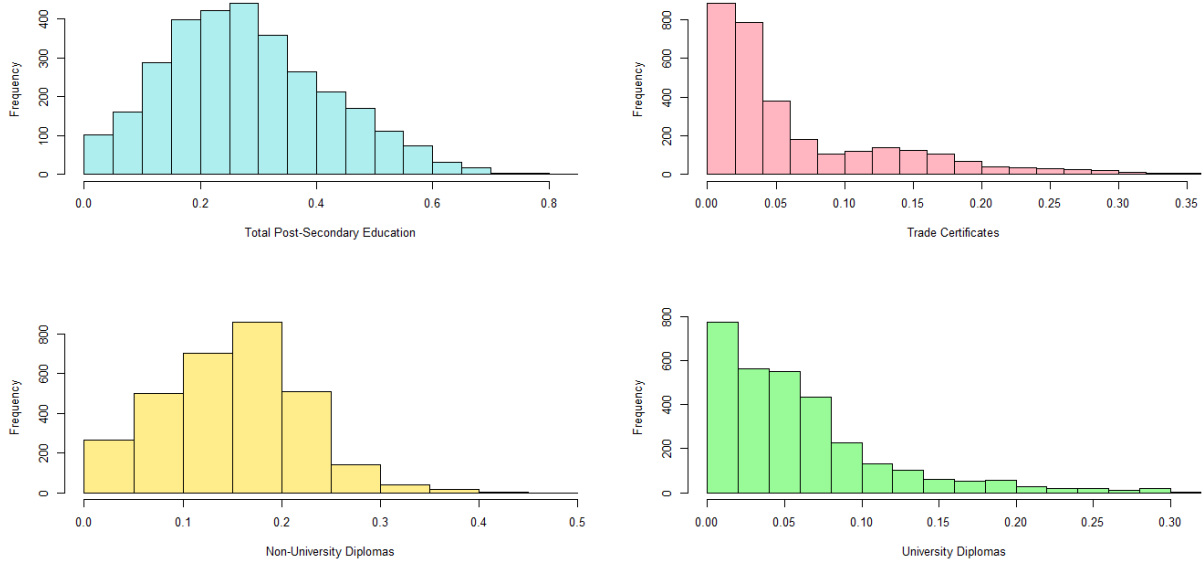 Frequency
400
300
200
100
0
0.0 0.2 0.4 0.6 0.8
Total Post-Secondary Education
Frequency
800
600
400
200
0
0.00 0.05 0.10 0.15 0.20 0.25 0.30 0.35
Trade Certificates
Frequency
800
600
400
200
0
0.0 0.1 0.2 0.3 0.4 0.5
Non-University Diplomas
Frequency
800
600
400
200
0
0.00 0.05 0.10 0.15 0.20 0.25 0.30
University Diplomas